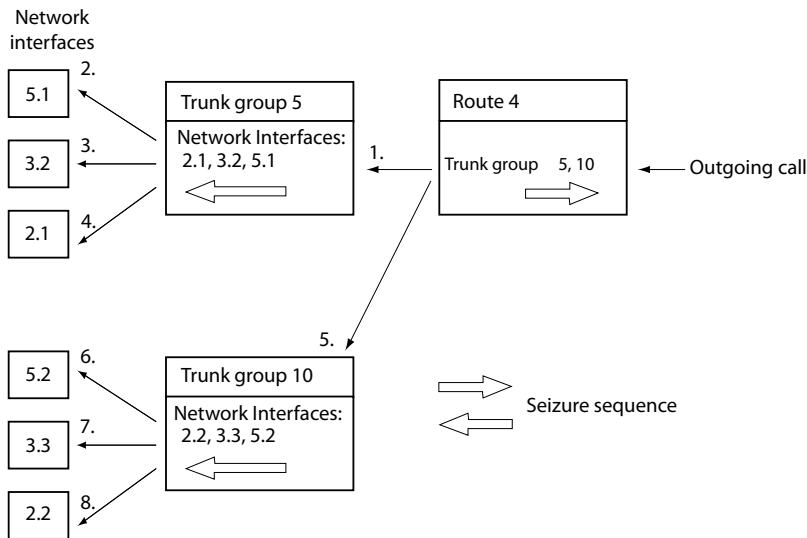 Network
interfaces
2.
5.1
3.
3.2
4.
2.1
Trunk group 5
Network Interfaces:
2.1, 3.2, 5.1
1.
Route 4
Trunk group 5, 10
Outgoing call
5.
6.
5.2
7.
3.3
8.
2.2
Trunk group 10
Network Interfaces:
2.2, 3.3, 5.2
Seizure sequence